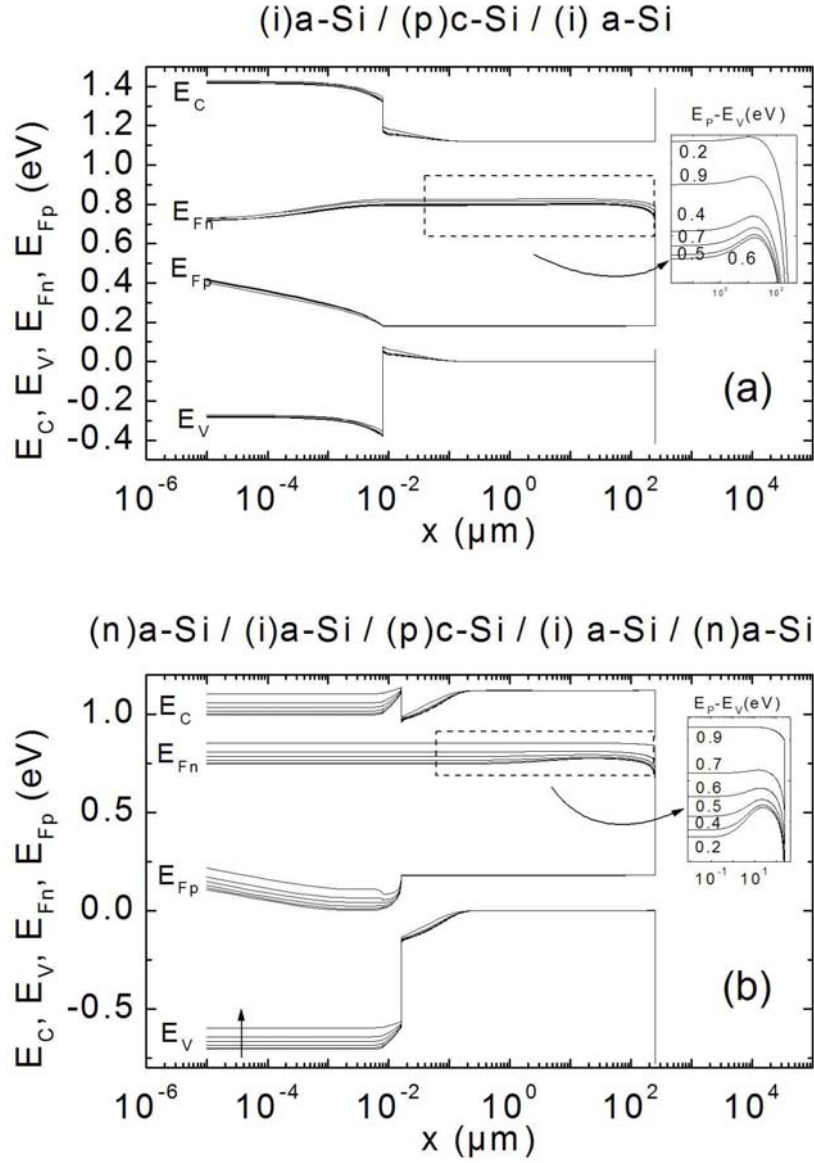 (i)a-Si / (p)c-Si / (i) a-Si
E_C, E_V, E_Fn, E_Fp (eV)
1.4
1.2
1.0
0.8
0.6
0.4
0.2
0.0
-0.2
-0.4
E_C
E_Fn
E_Fp
E_V
E_P-E_V(eV)
0.2
0.9
0.4
0.7
0.5
0.6
10^0
(a)
10^-6 10^-4 10^-2 10^0 10^2 10^4
x (µm)
(n)a-Si / (i)a-Si / (p)c-Si / (i) a-Si / (n)a-Si
E_C, E_V, E_Fn, E_Fp (eV)
1.0
0.5
0.0
-0.5
E_C
E_Fn
E_Fp
E_V
E_P-E_V(eV)
0.9
0.7
0.6
0.5
0.4
0.2
10^-1 10^1
(b)
10^-6 10^-4 10^-2 10^0 10^2 10^4
x (µm)